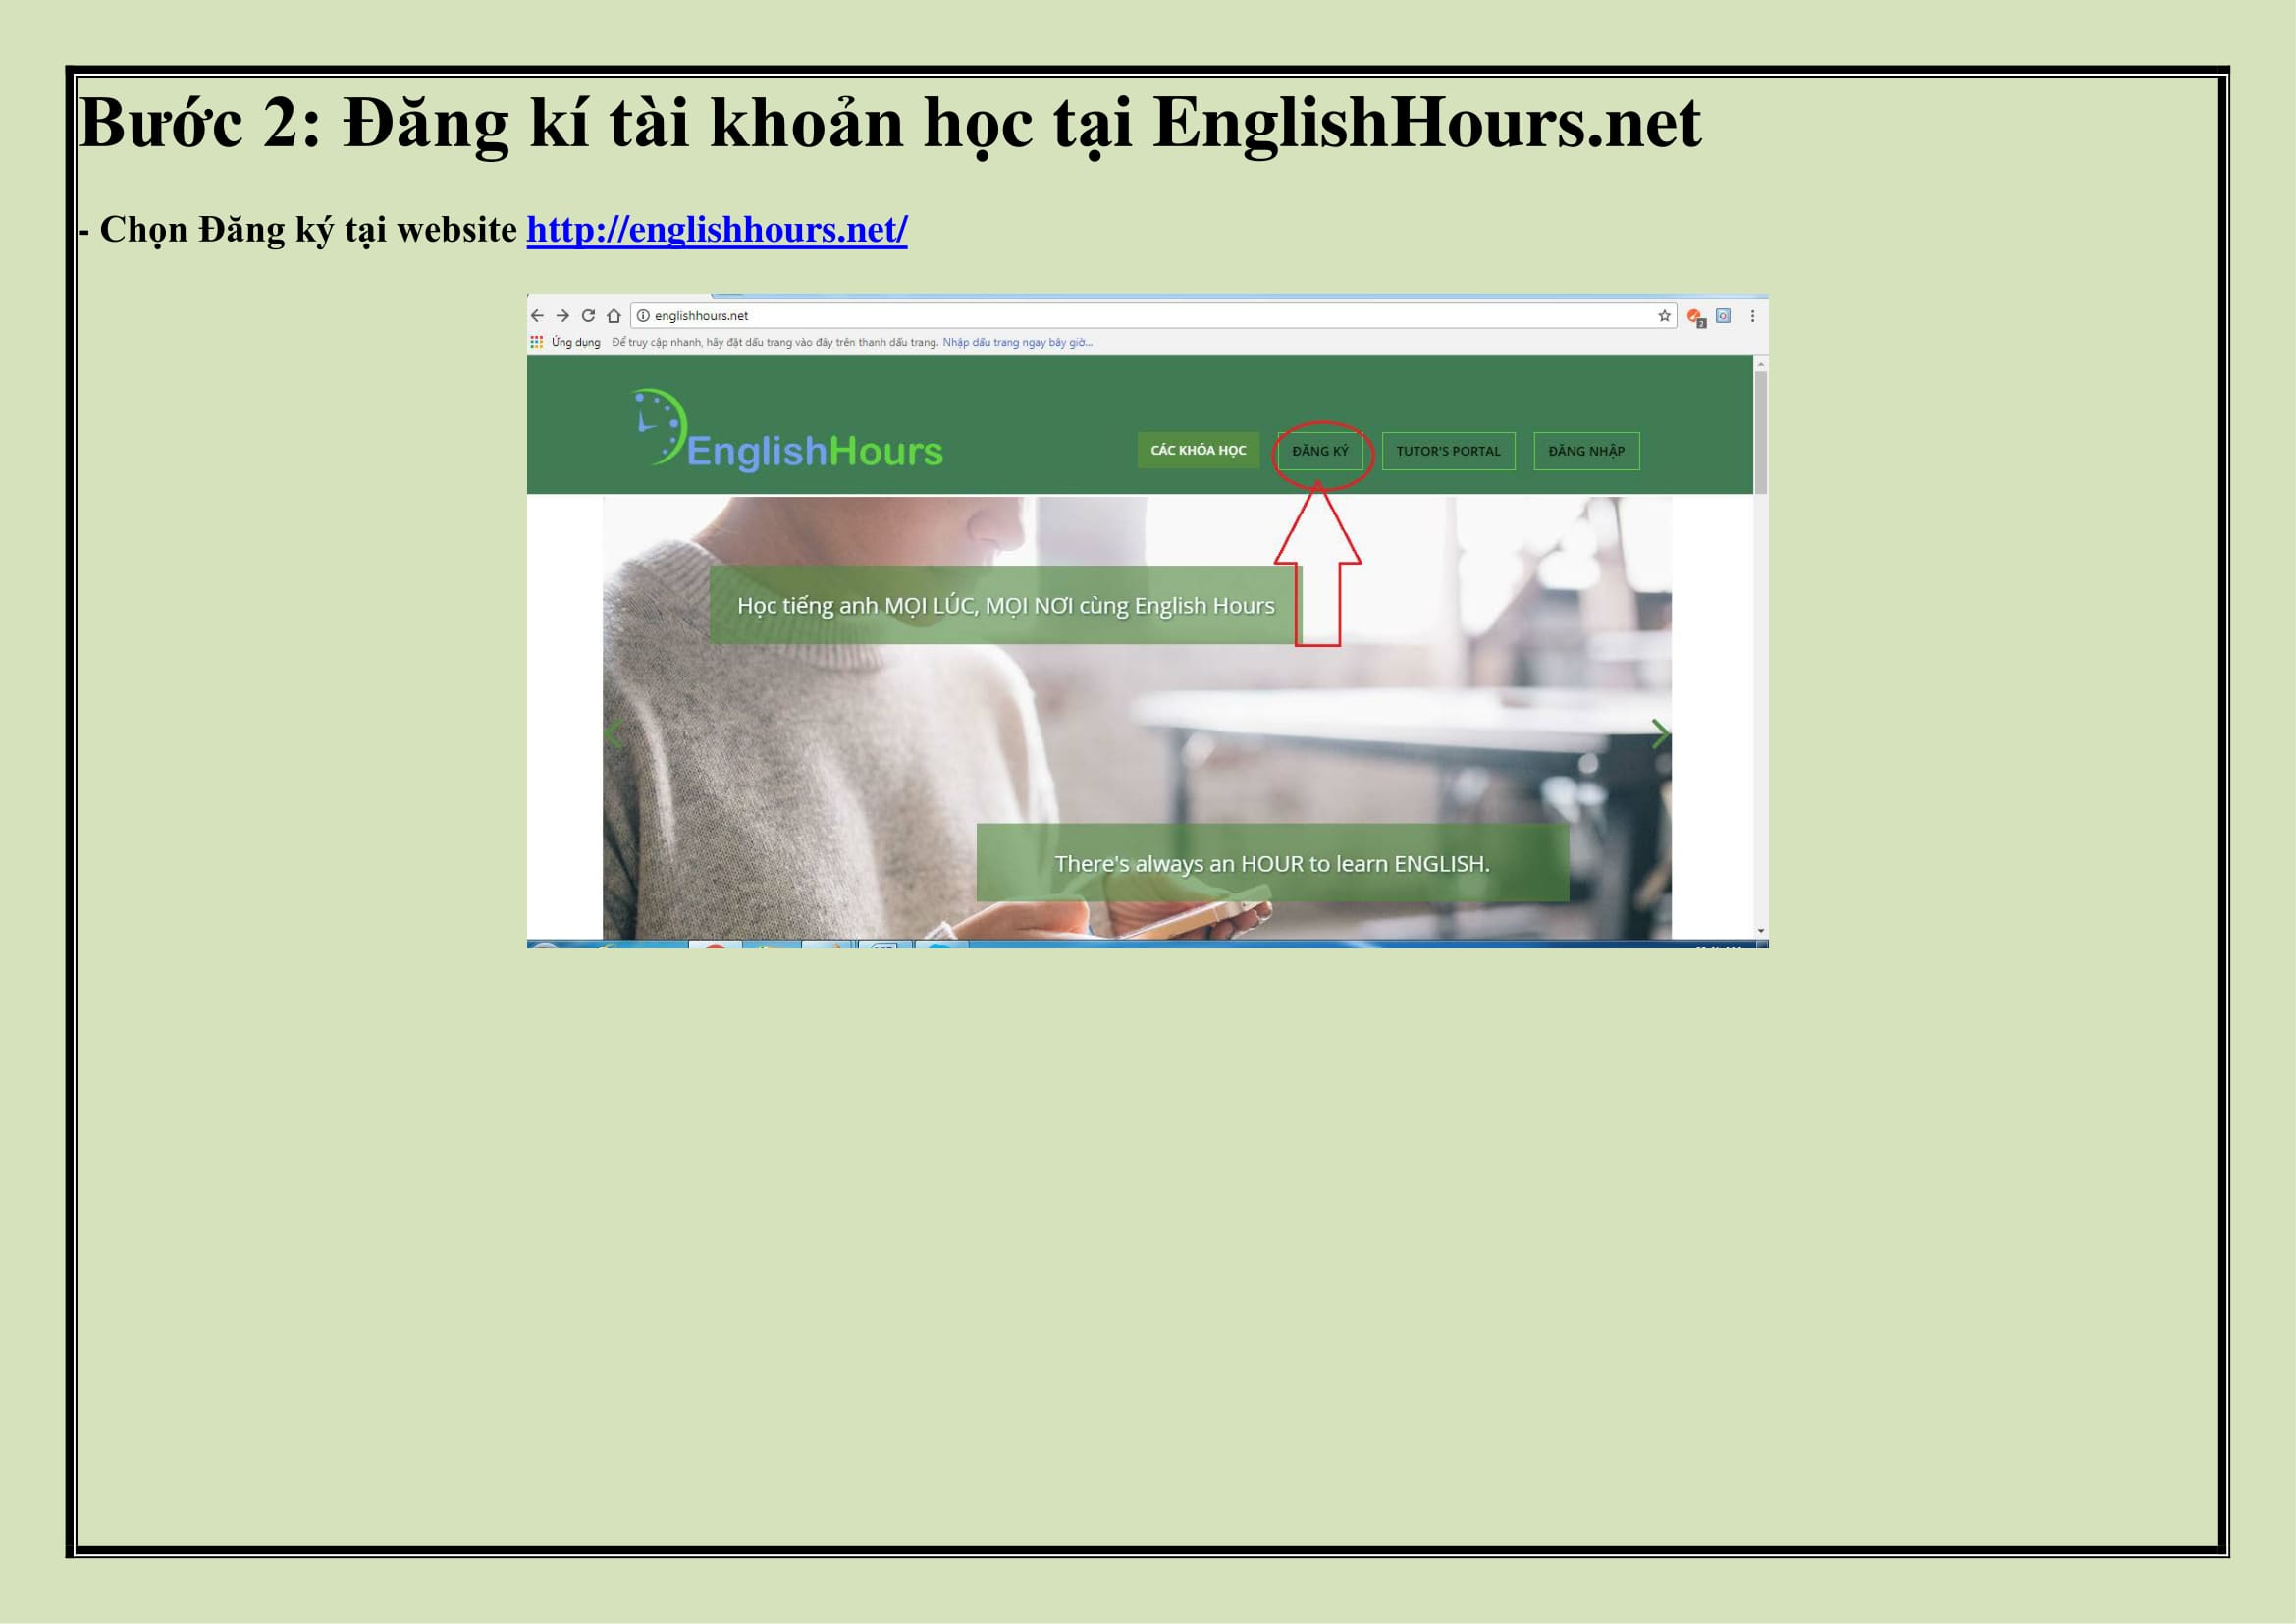 Bước 2: Đăng kí tài khoản học tại EnglishHours.net
- Chọn Đăng ký tại website http://englishhours.net/
englishhours.net
2
Ứng dụng Để truy cập nhanh, hãy đặt dấu trang vào đây trên thanh dấu trang. Nhập dấu trang ngay bây giờ...
EnglishHours
CÁC KHÓA HỌC ĐĂNG KÝ TUTOR'S PORTAL ĐĂNG NHẬP
Học tiếng anh MỌI LÚC, MỌI NƠI cùng English Hours
There's always an HOUR to learn ENGLISH.